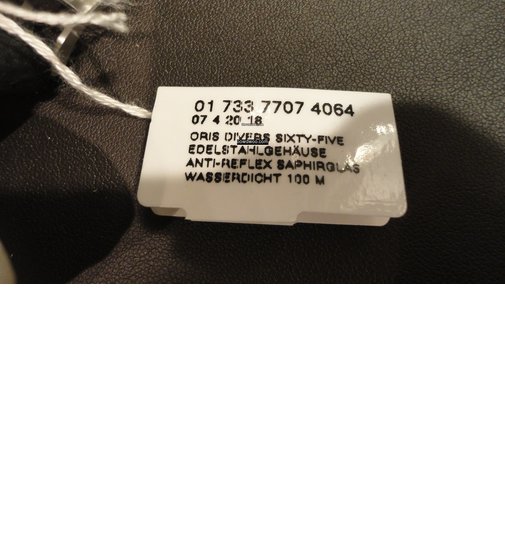 01 733 7707 4064
07 4 20 18
ORIS DIVERS SIXTY-FIVE
EDELSTAHLGEHÄUSE
ANTI-REFLEX SAPHIRGLAS
WASSERDICHT 100 M